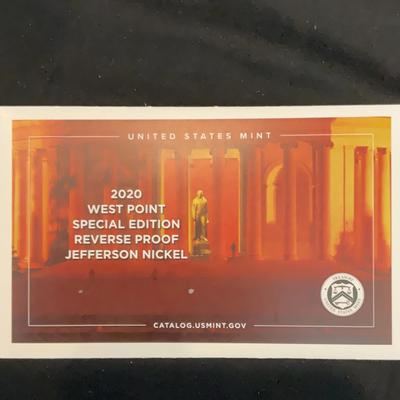 UNITED STATES MINT
2020
WEST POINT
SPECIAL EDITION
REVERSE PROOF
JEFFERSON NICKEL
CATALOG.USMINT.GOV